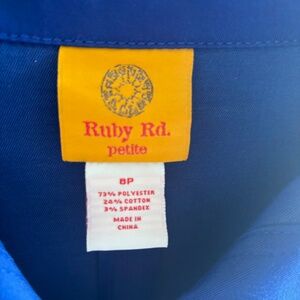 Ruby Rd.
petite
8P
73% POLYESTER
24% COTTON
3% SPANDEX
MADE IN
CHINA